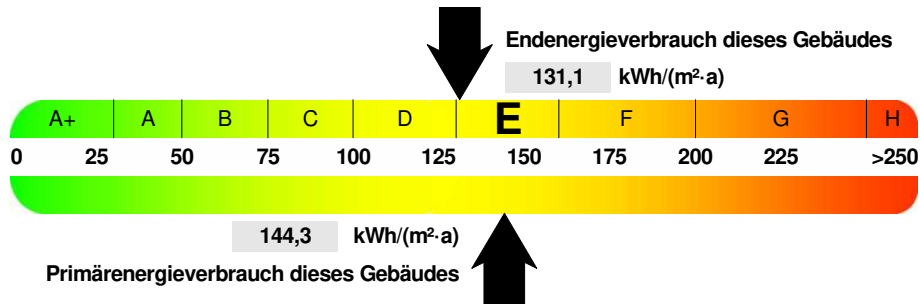 Endenergieverbrauch dieses Gebäudes
131,1 kWh/(m²·a)
A+ A B C D E F G H
0 25 50 75 100 125 150 175 200 225 >250
144,3 kWh/(m²·a)
Primärenergieverbrauch dieses Gebäudes